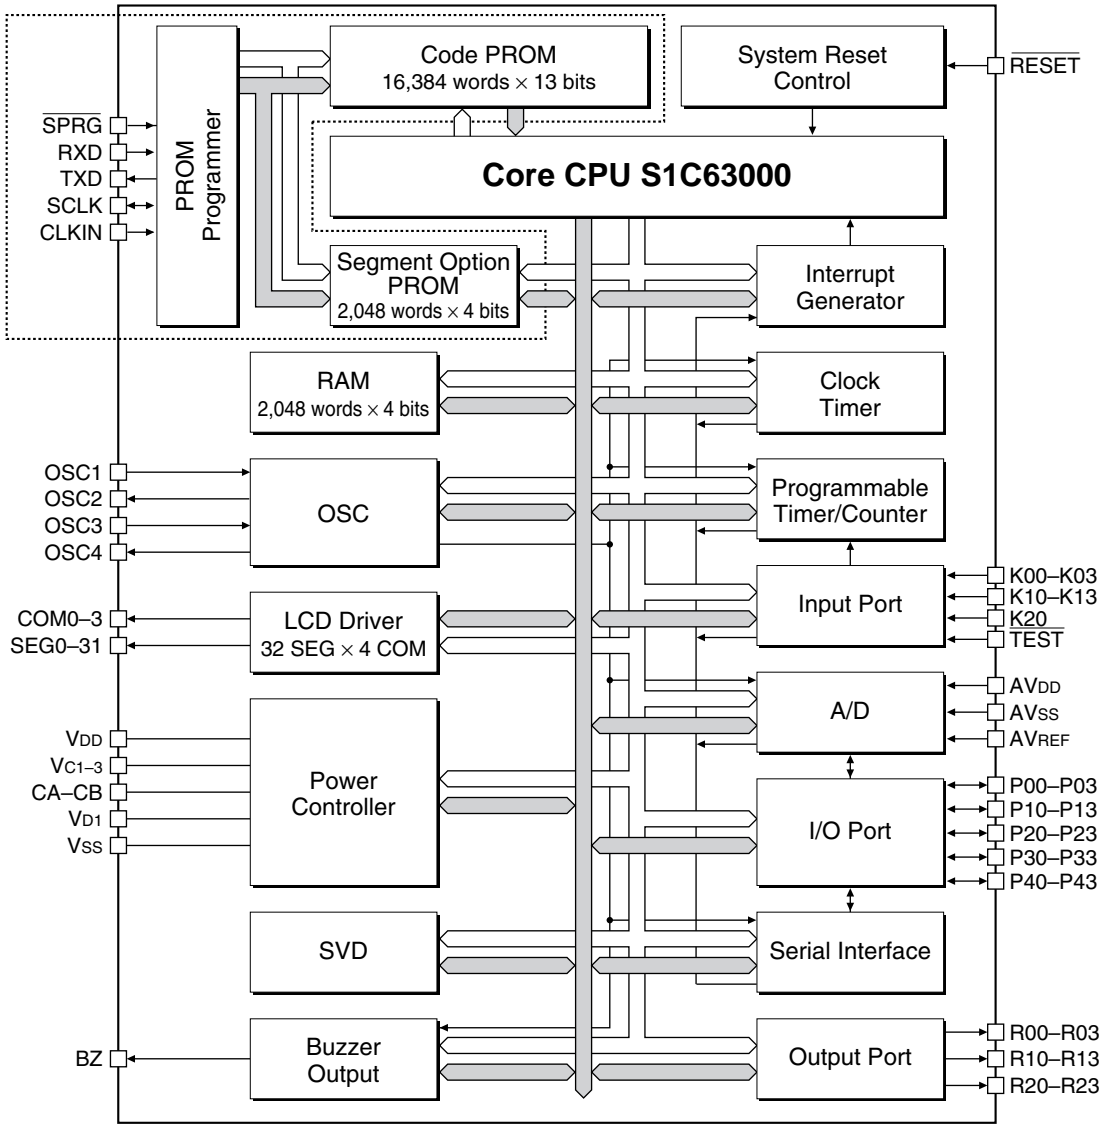 Code PROM
16,384 words × 13 bits
System Reset
Control
RESET
SPRG
RXD
TXD
SCLK
CLKIN
PROM
Programmer
Core CPU S1C63000
Segment Option
PROM
2,048 words × 4 bits
Interrupt
Generator
RAM
2,048 words × 4 bits
Clock
Timer
OSC1
OSC2
OSC3
OSC4
OSC
Programmable
Timer/Counter
Input Port
K00–K03
K10–K13
K20
TEST
COM0–3
SEG0–31
LCD Driver
32 SEG × 4 COM
A/D
AVDD
AVSS
AVREF
VDD
VC1–3
CA–CB
VD1
VSS
Power
Controller
I/O Port
P00–P03
P10–P13
P20–P23
P30–P33
P40–P43
SVD
Serial Interface
BZ
Buzzer
Output
Output Port
R00–R03
R10–R13
R20–R23